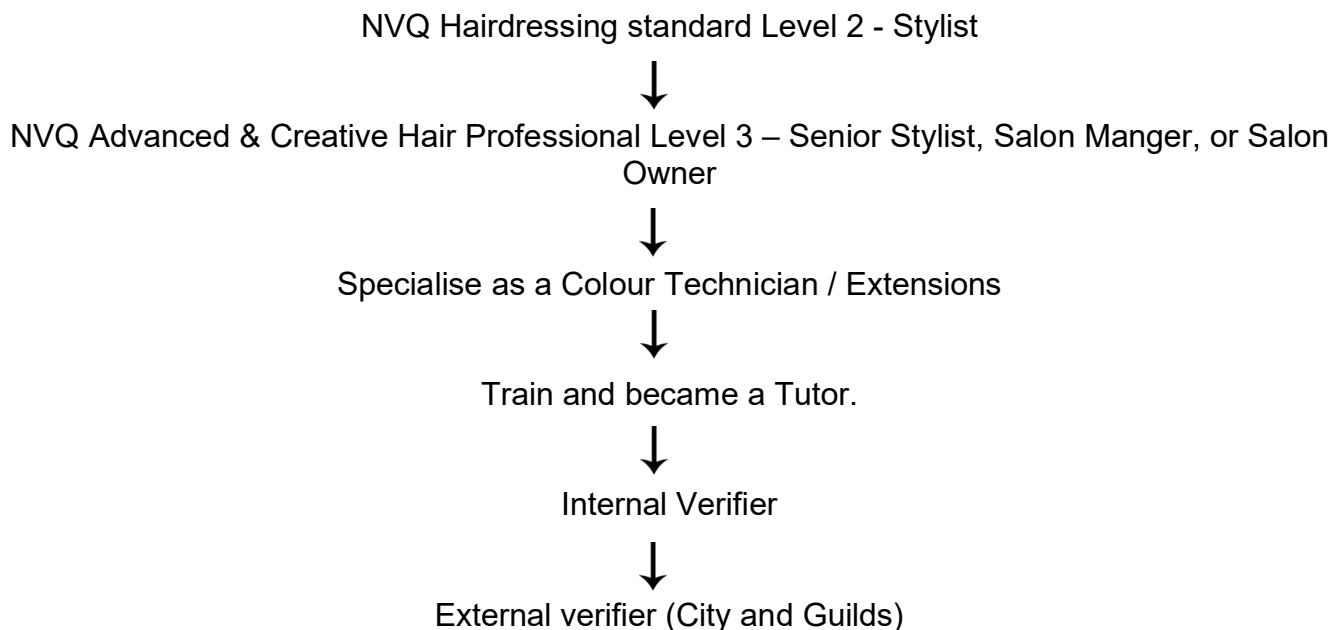 NVQ Hairdressing standard Level 2 - Stylist
NVQ Advanced & Creative Hair Professional Level 3 – Senior Stylist, Salon Manger, or Salon
Owner
Specialise as a Colour Technician / Extensions
Train and became a Tutor.
Internal Verifier
External verifier (City and Guilds)